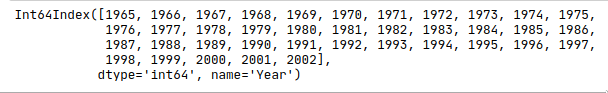 Int64Index([1965, 1966, 1967, 1968, 1969, 1970, 1971, 1972, 1973, 1974, 1975,
1976, 1977, 1978, 1979, 1980, 1981, 1982, 1983, 1984, 1985, 1986,
1987, 1988, 1989, 1990, 1991, 1992, 1993, 1994, 1995, 1996, 1997,
1998, 1999, 2000, 2001, 2002],
dtype='int64', name='Year')